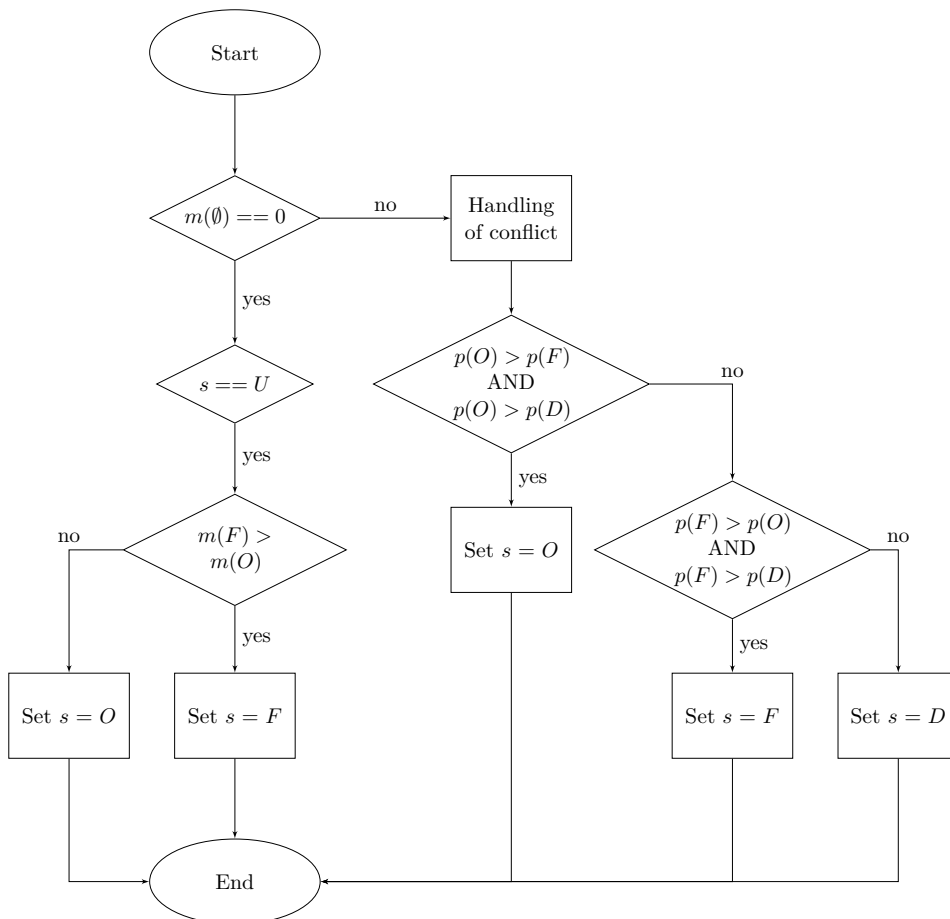 Start
m(∅) == 0
no
Handling
of conflict
yes
s == U
p(O) > p(F)
AND
p(O) > p(D)
no
yes
yes
m(F) >
m(O)
no
Set s = O
p(F) > p(O)
AND
p(F) > p(D)
no
yes
yes
Set s = O
Set s = F
Set s = F
Set s = D
End